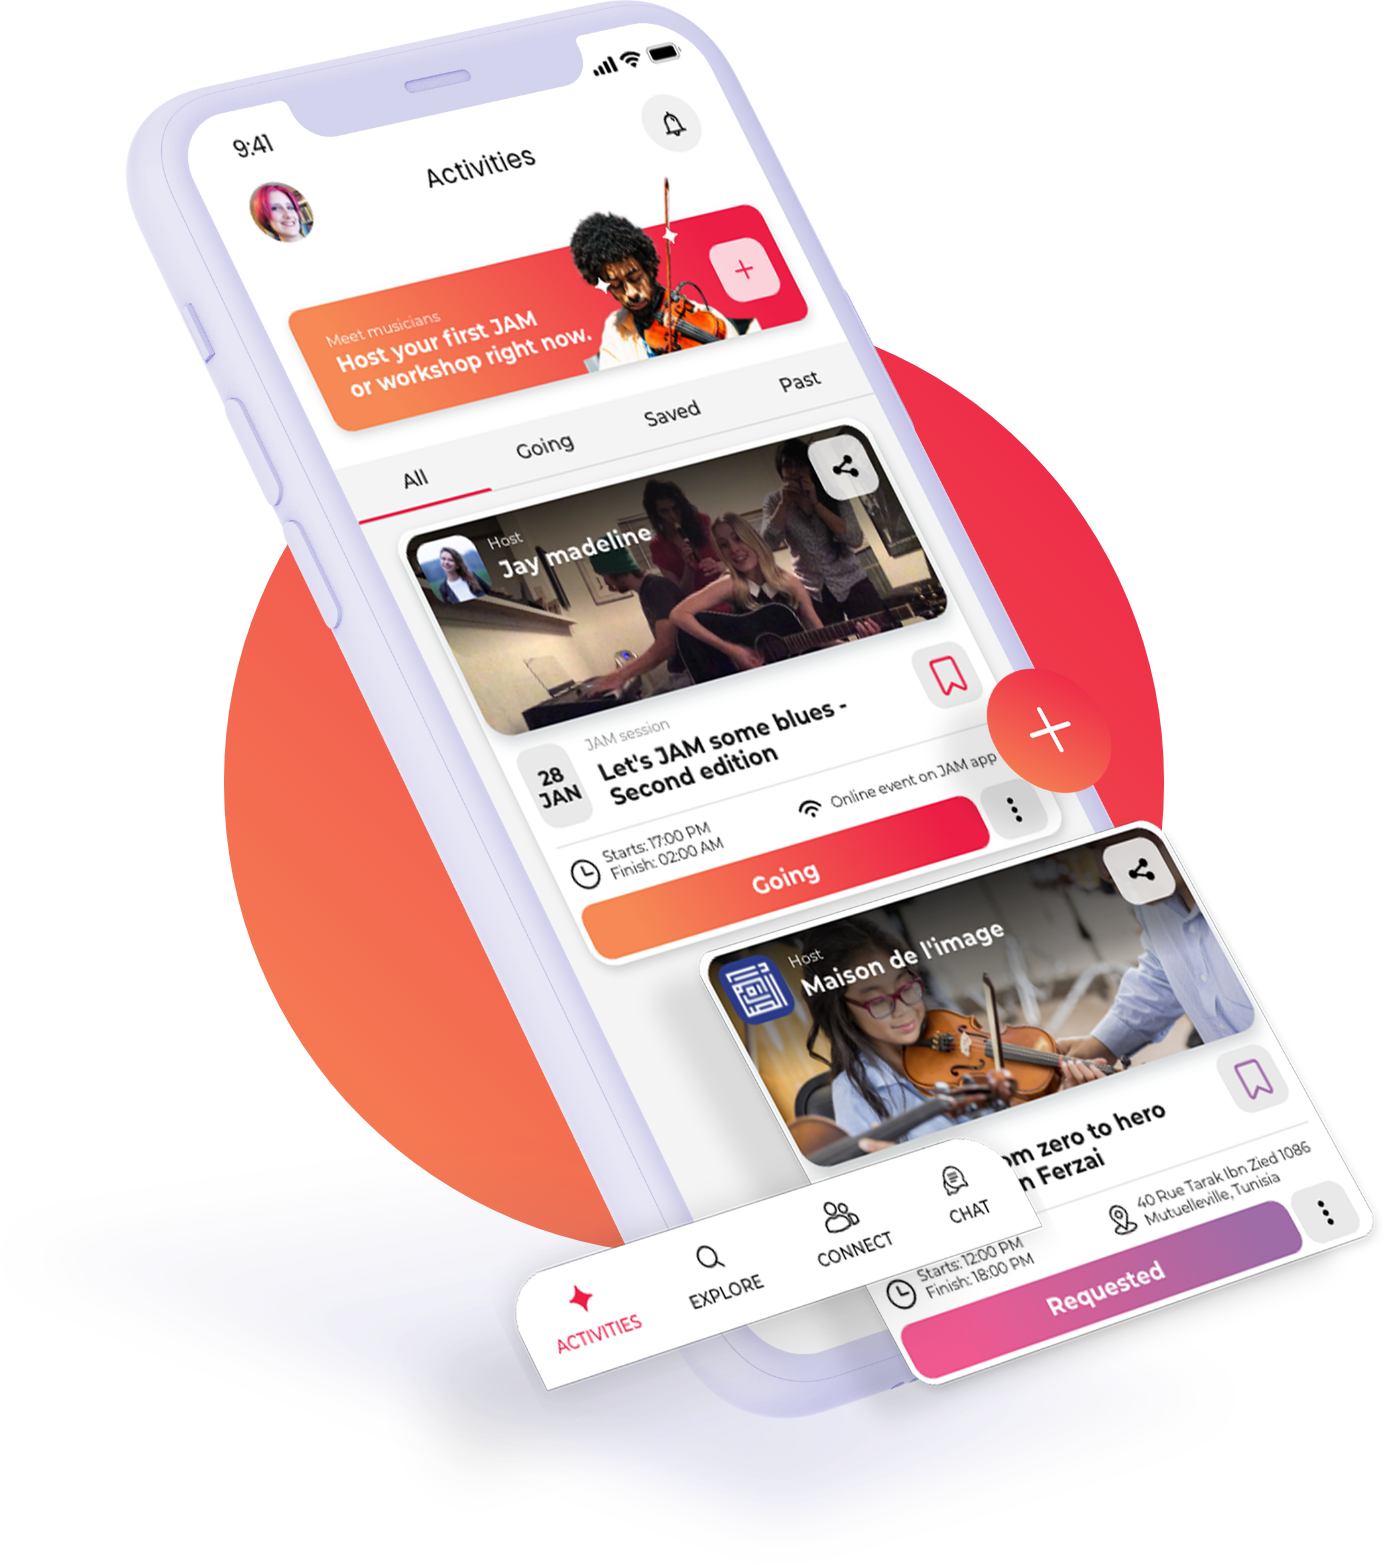 9:41
Activities
Meet musicians
Host your first JAM
or workshop right now.
All
Going
Saved
Past
Host
Jay madeline
28
JAN
JAM session
Let's JAM some blues -
Second edition
Starts: 17:00 PM
Finish: 02:00 AM
Online event on JAM app
Going
Host
Maison de l'image
zero to hero
Ferzai
40 Rue Tarak Ibn Zied 1086
Mutuelleville, Tunisia
Starts: 12:00 PM
Finish: 18:00 PM
Requested
ACTIVITIES
EXPLORE
CONNECT
CHAT